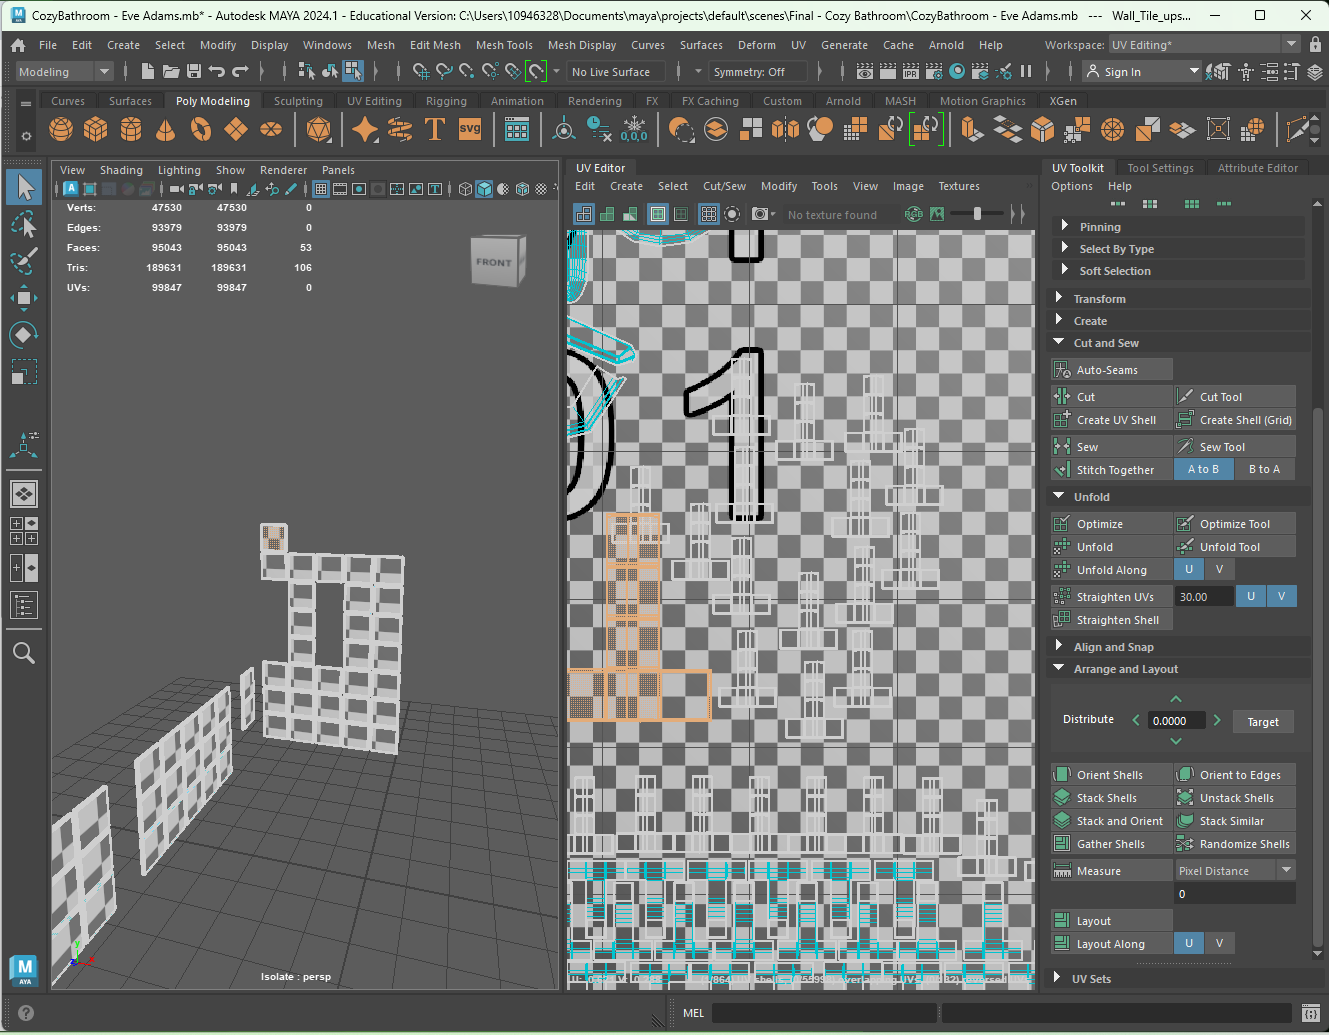 CozyBathroom - Eve Adams.mb* - Autodesk MAYA 2024.1 - Educational Version: C:\Users\10946328\Documents\maya\projects\default\scenes\Final - Cozy Bathroom\CozyBathroom - Eve Adams.mb --- Wall_Tile_ups...
File Edit Create Select Modify Display Windows Mesh Edit Mesh Mesh Tools Mesh Display Curves Surfaces Deform UV Generate Cache Arnold Help Workspace: UV Editing*
Modeling No Live Surface Symmetry: Off IPR Sign In
Curves Surfaces Poly Modeling Sculpting UV Editing Rigging Animation Rendering FX FX Caching Custom Arnold MASH Motion Graphics XGen
T SVG 0,0,0
View Shading Lighting Show Renderer Panels
Verts: 47530 47530 0
Edges: 93979 93979 0
Faces: 95043 95043 53
Tris: 189631 189631 106
UVs: 99847 99847 0
FRONT
Isolate : persp
UV Editor
Edit Create Select Cut/Sew Modify Tools View Image Textures
No texture found RGB
1
UV Toolkit Tool Settings Attribute Editor
Options Help
Pinning
Select By Type
Soft Selection
Transform
Create
Cut and Sew
Auto-Seams
Cut Cut Tool
Create UV Shell Create Shell (Grid)
Sew Sew Tool
Stitch Together A to B B to A
Unfold
Optimize Optimize Tool
Unfold Unfold Tool
Unfold Along U V
Straighten UVs 30.00 U V
Straighten Shell
Align and Snap
Arrange and Layout
Distribute 0.0000 Target
Orient Shells Orient to Edges
Stack Shells Unstack Shells
Stack and Orient Stack Similar
Gather Shells Randomize Shells
Measure Pixel Distance
0
Layout
Layout Along U V
UV Sets
M
MAYA
MEL